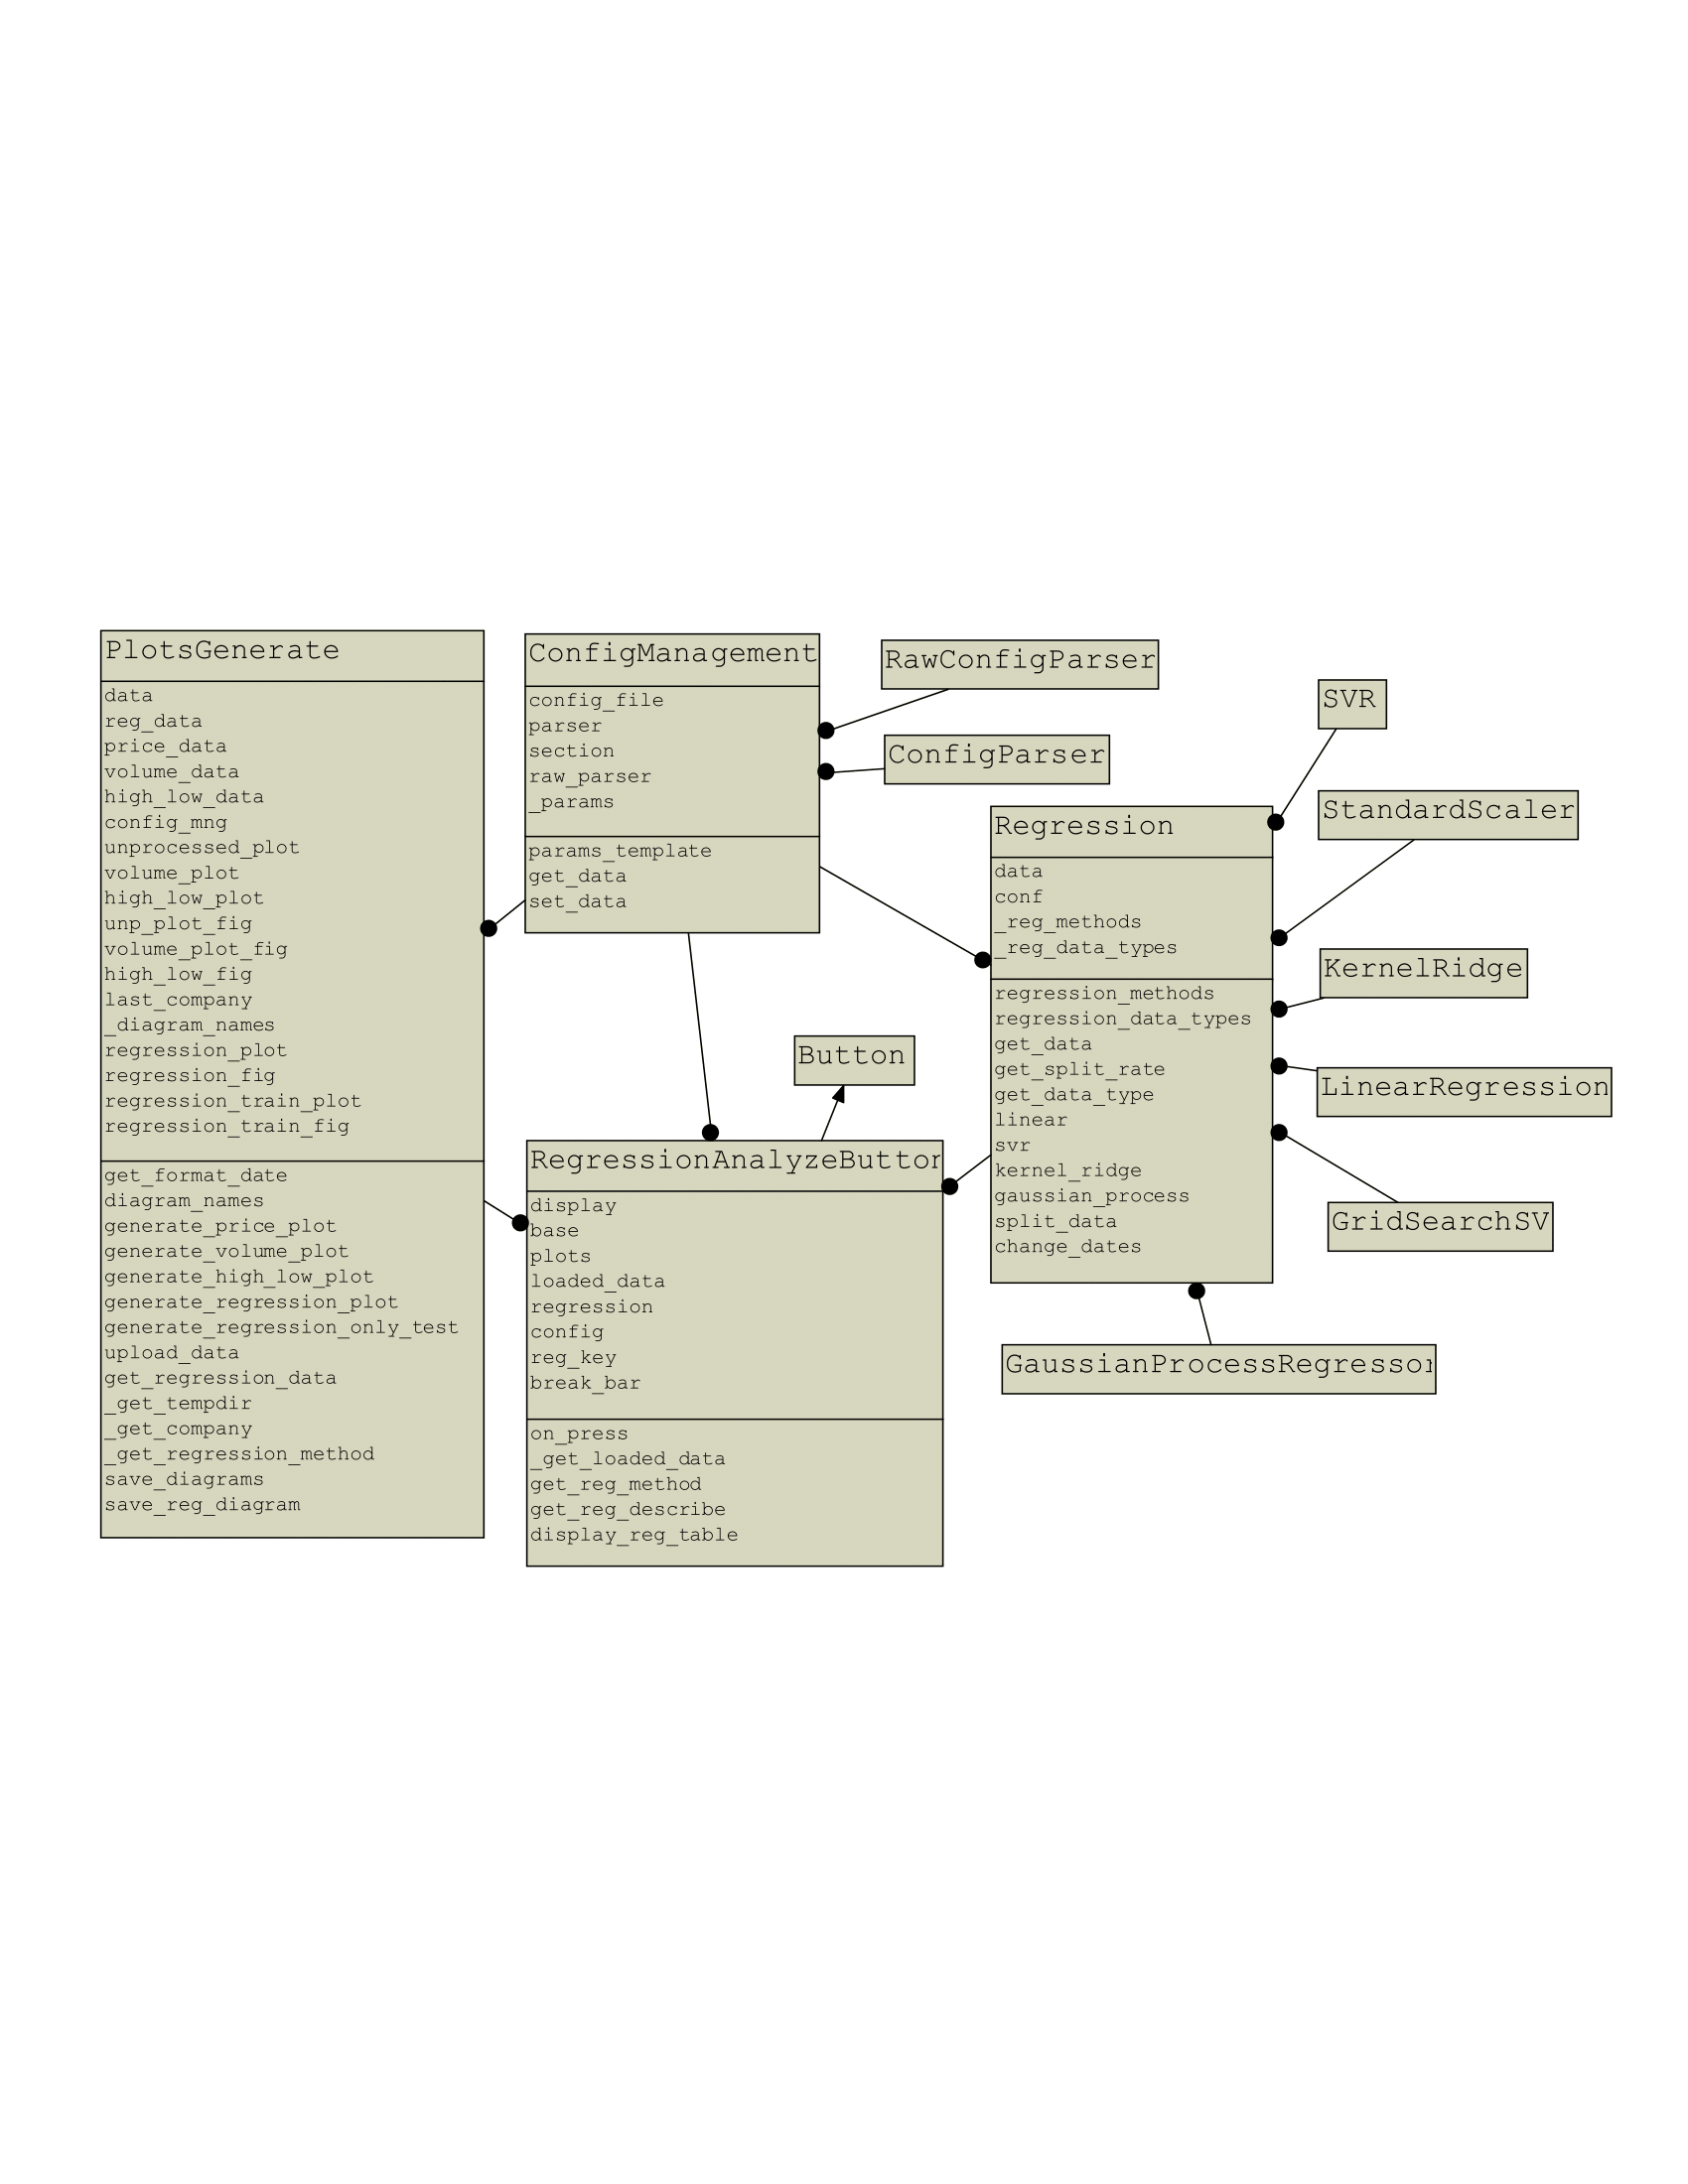 PlotsGenerate
data
reg_data
price_data
volume_data
high_low_data
config_mng
unprocessed_plot
volume_plot
high_low_plot
unp_plot_fig
volume_plot_fig
high_low_fig
last_company
_diagram_names
regression_plot
regression_fig
regression_train_plot
regression_train_fig
get_format_date
diagram_names
generate_price_plot
generate_volume_plot
generate_high_low_plot
generate_regression_plot
generate_regression_only_test
upload_data
get_regression_data
_get_tempdir
_get_company
_get_regression_method
save_diagrams
save_reg_diagram
ConfigManagement
config_file
parser
section
raw_parser
_params
params_template
get_data
set_data
RawConfigParser
ConfigParser
Button
RegressionAnalyzeButton
display
base
plots
loaded_data
regression
config
reg_key
break_bar
on_press
_get_loaded_data
get_reg_method
get_reg_describe
display_reg_table
Regression
data
conf
_reg_methods
_reg_data_types
regression_methods
regression_data_types
get_data
get_split_rate
get_data_type
linear
svr
kernel_ridge
gaussian_process
split_data
change_dates
SVR
StandardScaler
KernelRidge
LinearRegression
GridSearchSV
GaussianProcessRegressor